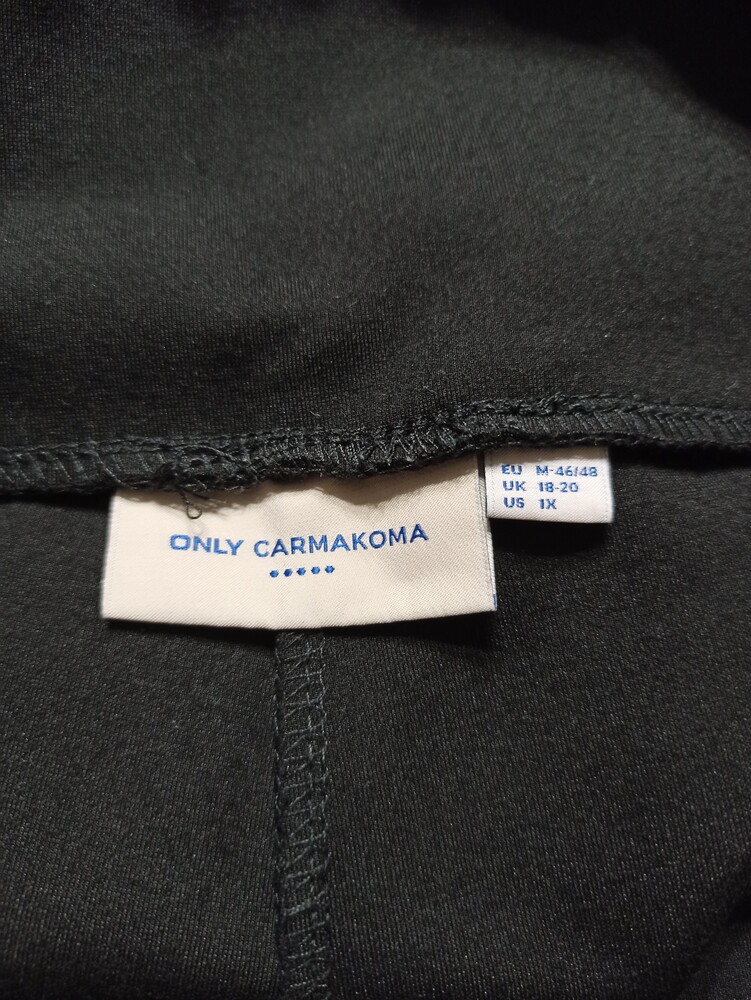 ONLY CARMAKOMA
EU M-46/48
UK 18-20
US 1X